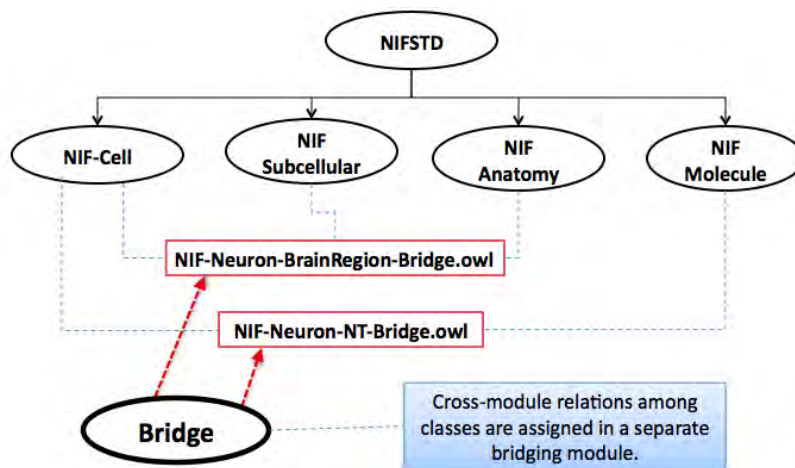 NIFSTD
NIF-Cell
NIF
Subcellular
NIF
Anatomy
NIF
Molecule
NIF-Neuron-BrainRegion-Bridge.owl
NIF-Neuron-NT-Bridge.owl
Bridge
Cross-module relations among
classes are assigned in a separate
bridging module.